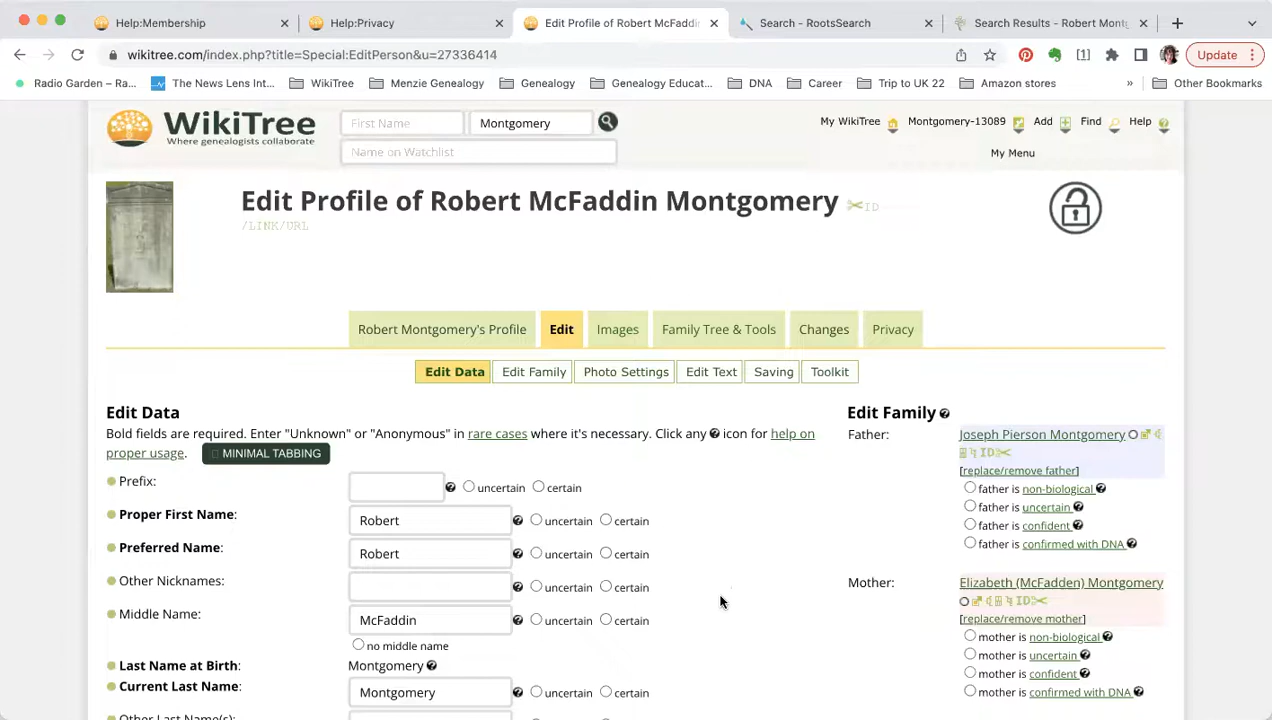 Help:Membership
Help:Privacy
Edit Profile of Robert McFaddin
Search - RootsSearch
Search Results - Robert Montg
wikitree.com/index.php?title=Special:EditPerson&u=27336414
Update
Radio Garden – Ra...
The News Lens Int...
WikiTree
Menzie Genealogy
Genealogy
Genealogy Educat...
DNA
Career
Trip to UK 22
Amazon stores
»
Other Bookmarks
WikiTree
Where genealogists collaborate
First Name
Montgomery
Name on Watchlist
My WikiTree
Montgomery-13089
Add
Find
Help
My Menu
Edit Profile of Robert McFaddin Montgomery ID
/LINK/URL
Robert Montgomery's Profile
Edit
Images
Family Tree & Tools
Changes
Privacy
Edit Data
Edit Family
Photo Settings
Edit Text
Saving
Toolkit
Edit Data
Bold fields are required. Enter "Unknown" or "Anonymous" in rare cases where it's necessary. Click any ? icon for help on
proper usage. MINIMAL TABBING
Prefix: uncertain certain
Proper First Name: Robert uncertain certain
Preferred Name: Robert uncertain certain
Other Nicknames: uncertain certain
Middle Name: McFaddin uncertain certain
no middle name
Last Name at Birth: Montgomery
Current Last Name: Montgomery uncertain certain
Other Last Name(s):
Edit Family
Father: Joseph Pierson Montgomery
ID
[replace/remove father]
father is non-biological
father is uncertain
father is confident
father is confirmed with DNA
Mother: Elizabeth (McFadden) Montgomery
ID
[replace/remove mother]
mother is non-biological
mother is uncertain
mother is confident
mother is confirmed with DNA